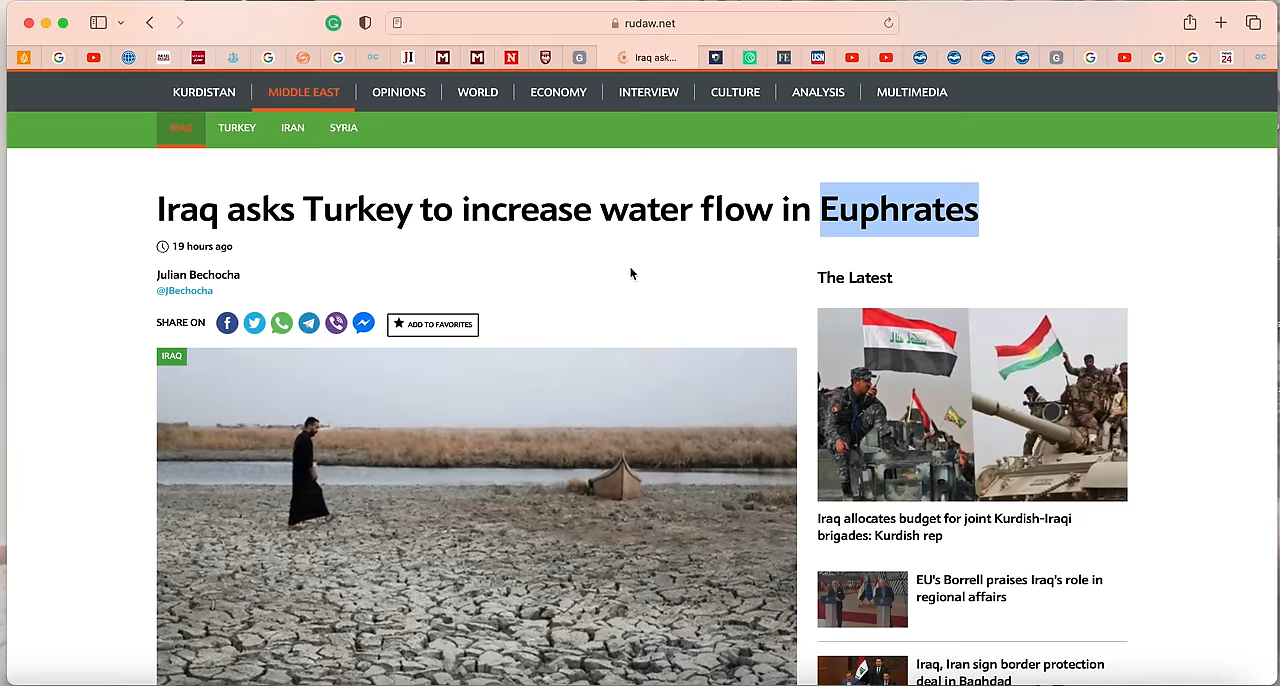 rudaw.net
Iraq ask...
KURDISTAN
MIDDLE EAST
OPINIONS
WORLD
ECONOMY
INTERVIEW
CULTURE
ANALYSIS
MULTIMEDIA
IRAQ
TURKEY
IRAN
SYRIA
Iraq asks Turkey to increase water flow in Euphrates
19 hours ago
Julian Bechocha
@JBechocha
SHARE ON
ADD TO FAVORITES
IRAQ
The Latest
Iraq allocates budget for joint Kurdish-Iraqi
brigades: Kurdish rep
EU's Borrell praises Iraq's role in
regional affairs
Iraq, Iran sign border protection
deal in Baghdad